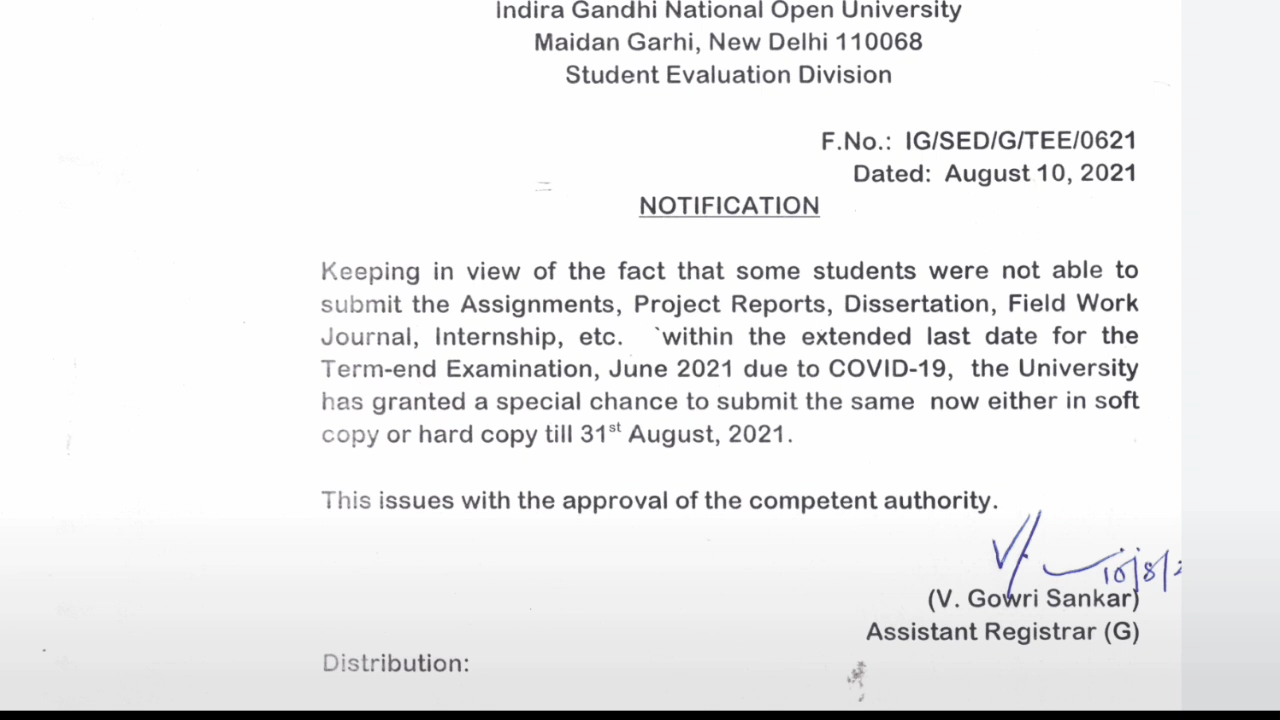 Indira Gandhi National Open University
Maidan Garhi, New Delhi 110068
Student Evaluation Division
F.No.: IG/SED/G/TEE/0621
Dated: August 10, 2021
NOTIFICATION
Keeping in view of the fact that some students were not able to
submit the Assignments, Project Reports, Dissertation, Field Work
Journal, Internship, etc. `within the extended last date for the
Term-end Examination, June 2021 due to COVID-19, the University
has granted a special chance to submit the same now either in soft
copy or hard copy till 31st August, 2021.
This issues with the approval of the competent authority.
10/8/2
(V. Gowri Sankar)
Assistant Registrar (G)
Distribution: